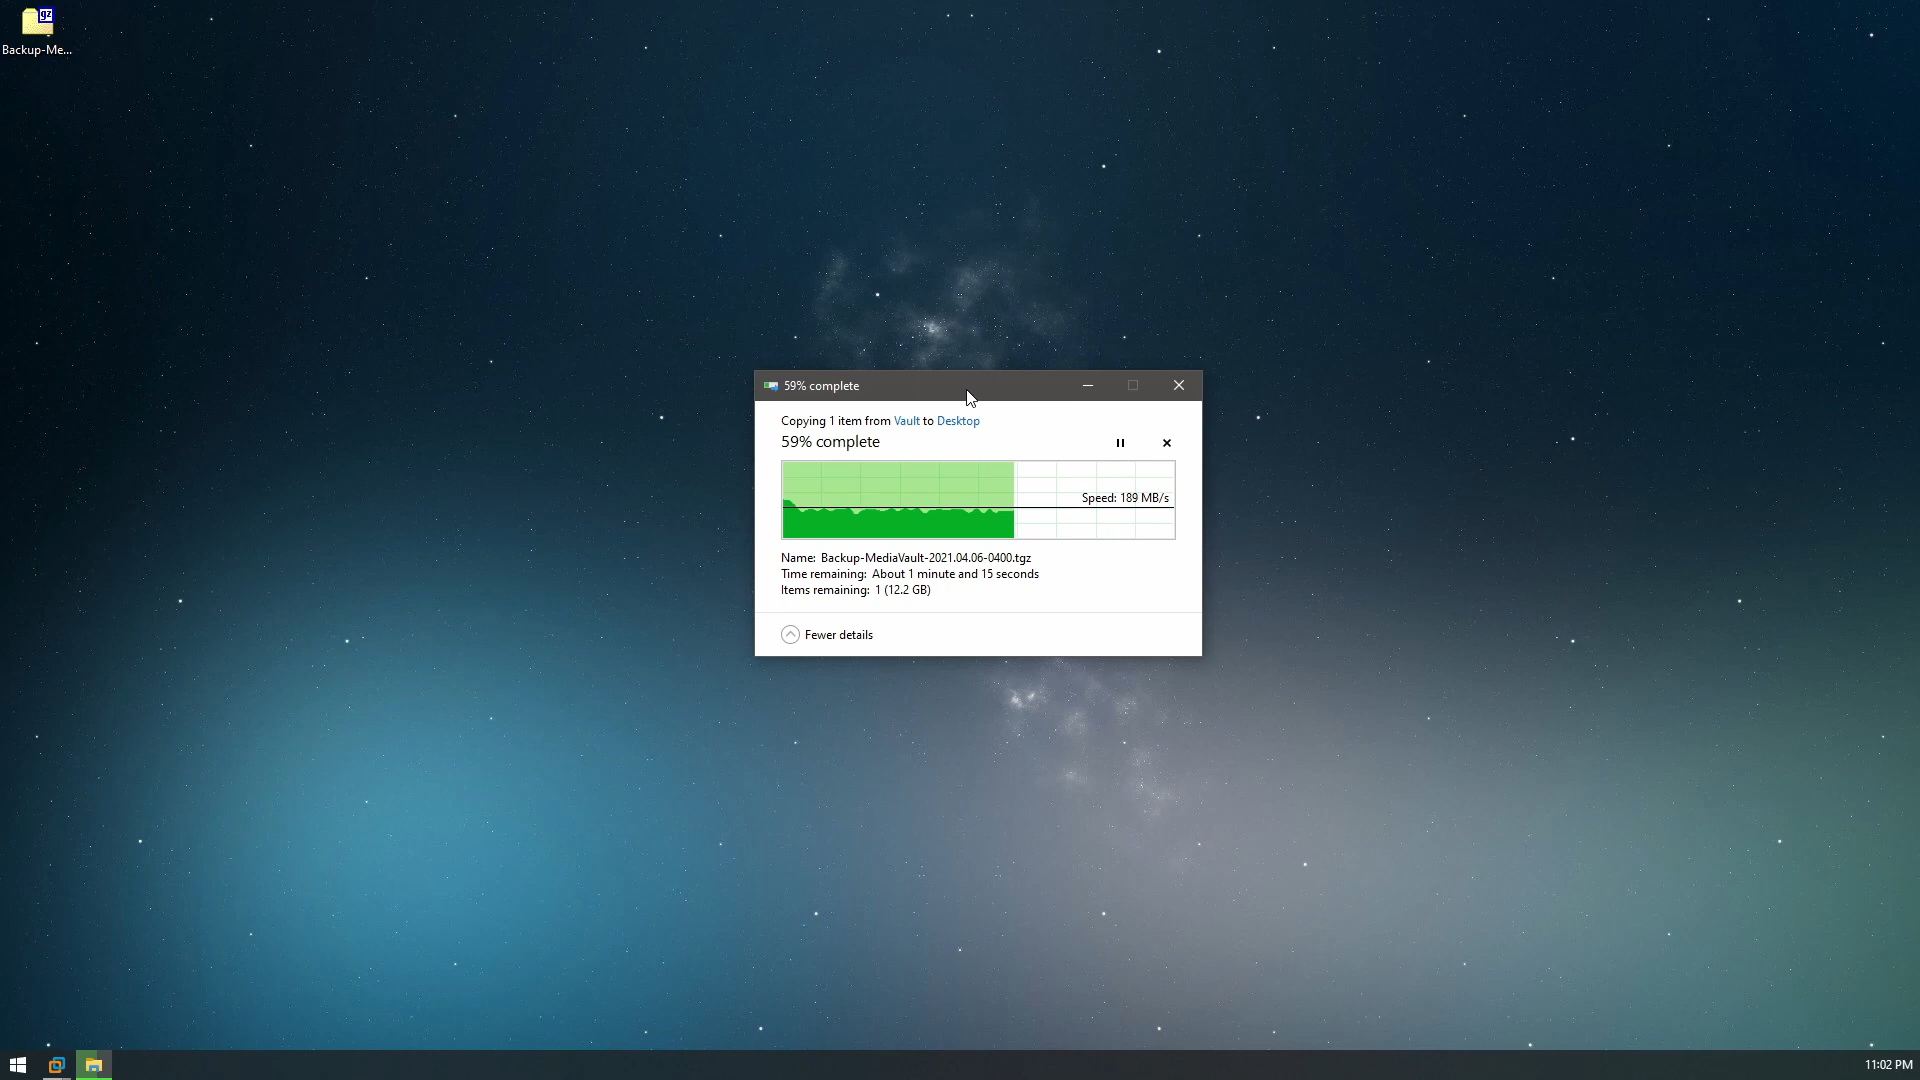 gz
Backup-Me...
59% complete
Copying 1 item from Vault to Desktop
59% complete
Speed: 189 MB/s
Name: Backup-MediaVault-2021.04.06-0400.tgz
Time remaining: About 1 minute and 15 seconds
Items remaining: 1 (12.2 GB)
Fewer details
11:02 PM